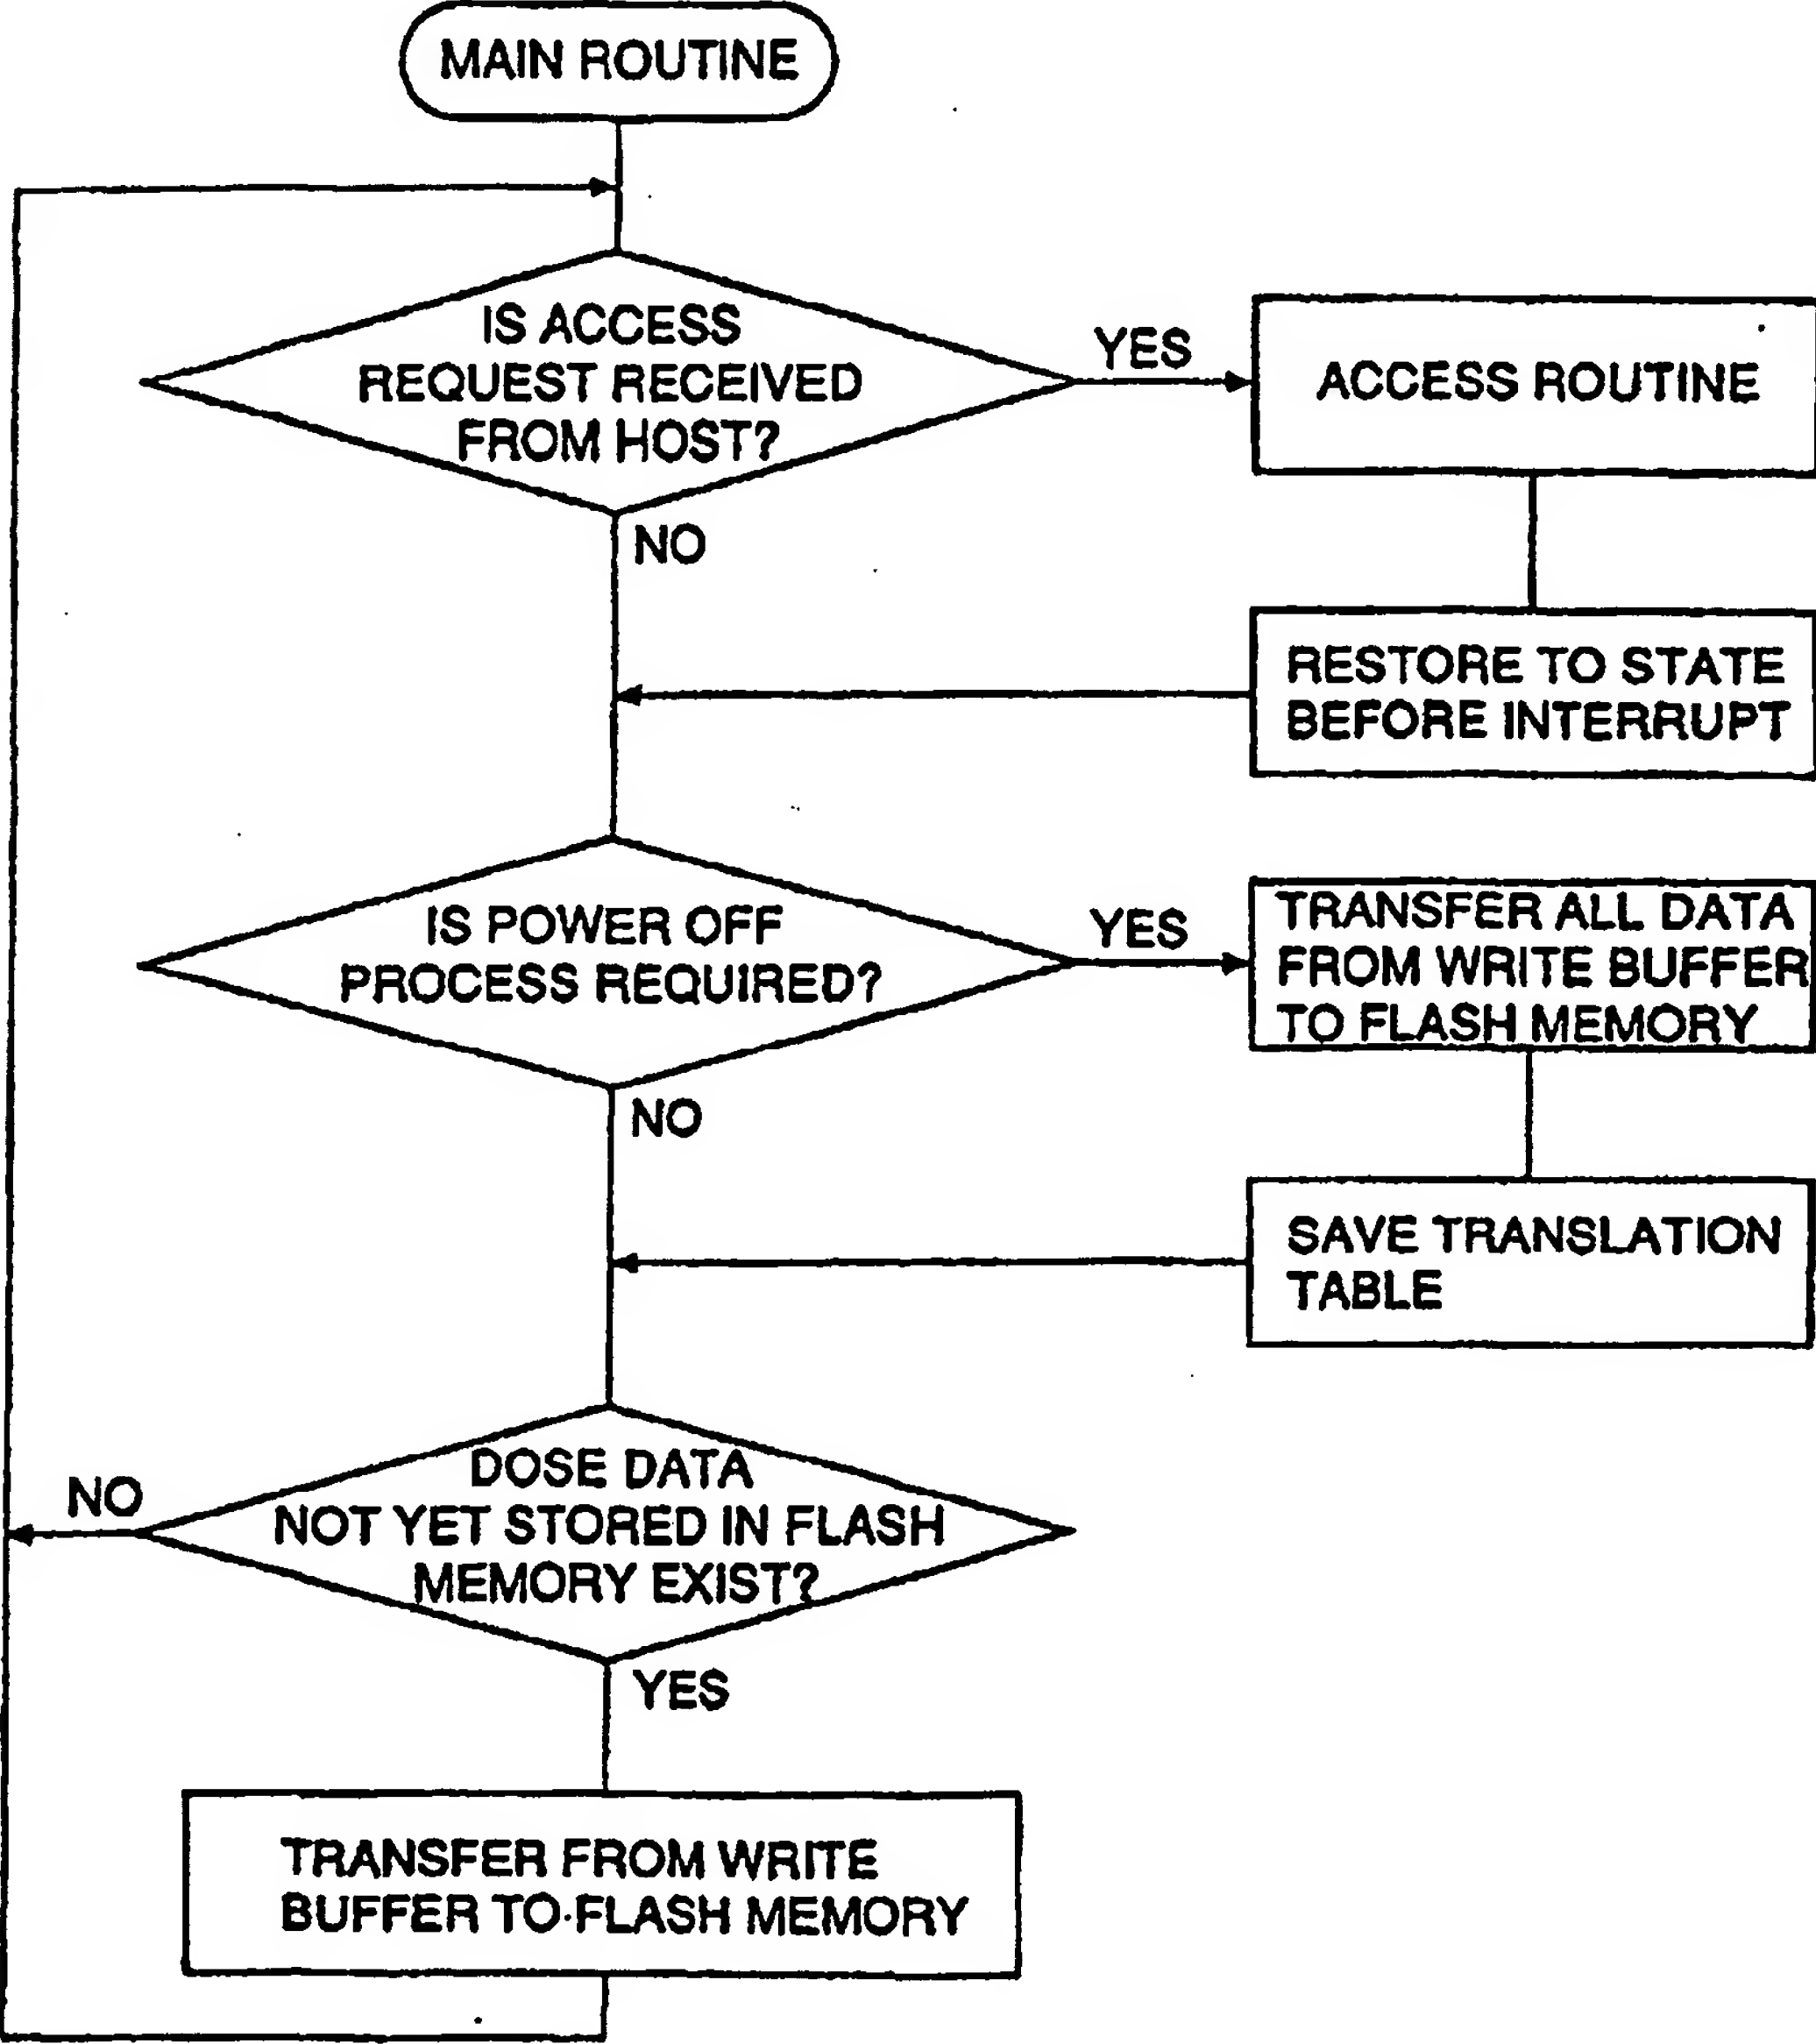 MAIN ROUTINE
IS ACCESS
REQUEST RECEIVED
FROM HOST?
YES
ACCESS ROUTINE
NO
RESTORE TO STATE
BEFORE INTERRUPT
IS POWER OFF
PROCESS REQUIRED?
YES
TRANSFER ALL DATA
FROM WRITE BUFFER
TO FLASH MEMORY
NO
SAVE TRANSLATION
TABLE
DOSE DATA
NOT YET STORED IN FLASH
MEMORY EXIST?
NO
YES
TRANSFER FROM WRITE
BUFFER TO FLASH MEMORY